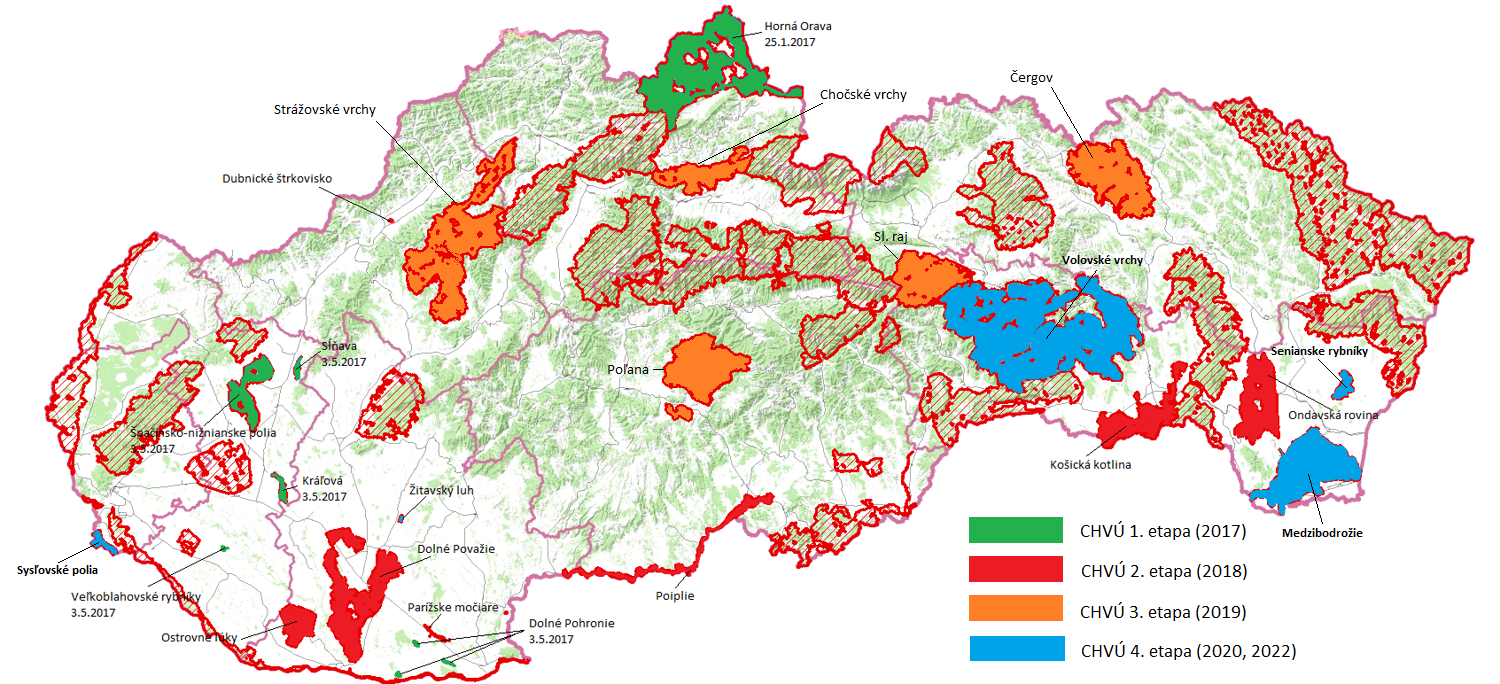 Horná Orava
25.1.2017
Čergov
Chočské vrchy
Strážovské vrchy
Dubnické štrkovisko
Sl. raj
Volovské vrchy
Sĺňava
3.5.2017
Senianske rybníky
Poľana
Ondavská rovina
Špačinsko-nižnianske polia
3.5.2017
Košická kotlina
Kráľová
3.5.2017
Žitavský luh
CHVÚ 1. etapa (2017)
Medzibodrožie
Dolné Považie
Sysľovské polia
CHVÚ 2. etapa (2018)
Veľkoblahovské rybníky
3.5.2017
Poiplie
Parížske močiare
CHVÚ 3. etapa (2019)
Dolné Pohronie
3.5.2017
Ostrovné lúky
CHVÚ 4. etapa (2020, 2022)